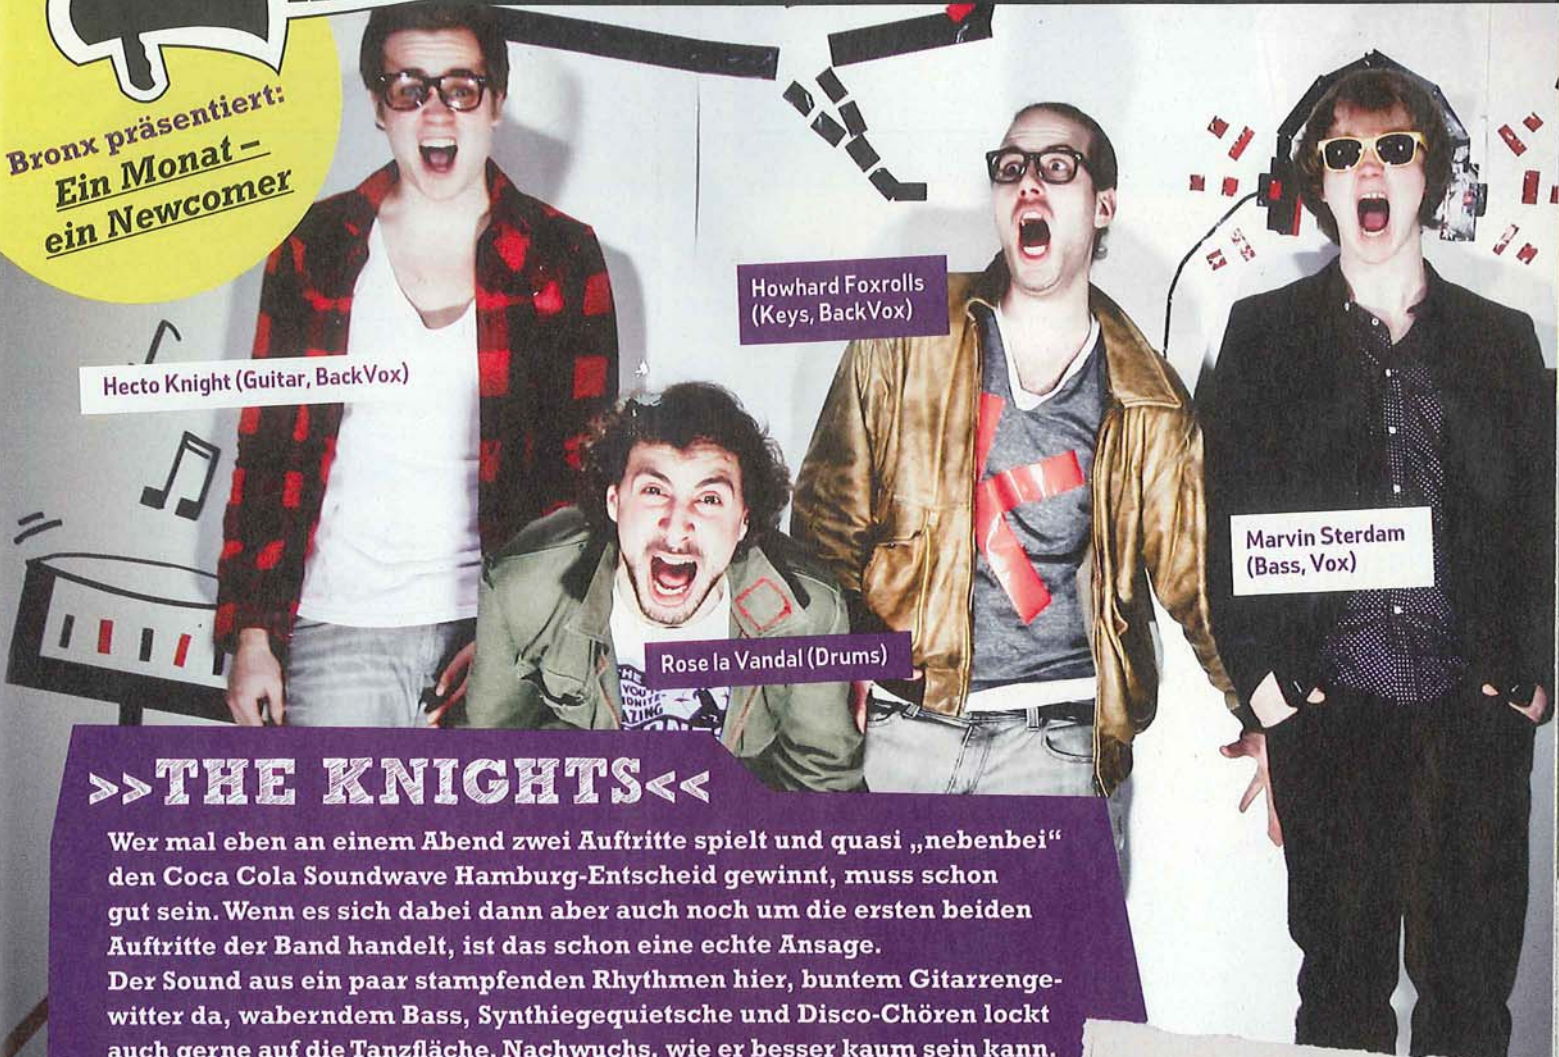 Bronx präsentiert:
Ein Monat –
ein Newcomer
Howhard Foxrolls
(Keys, BackVox)
Hecto Knight (Guitar, BackVox)
Marvin Sterdam
(Bass, Vox)
Rose la Vandal (Drums)
>>THE KNIGHTS<<
Wer mal eben an einem Abend zwei Auftritte spielt und quasi „nebenbei“
den Coca Cola Soundwave Hamburg-Entscheid gewinnt, muss schon
gut sein. Wenn es sich dabei dann aber auch noch um die ersten beiden
Auftritte der Band handelt, ist das schon eine echte Ansage.
Der Sound aus ein paar stampfenden Rhythmen hier, buntem Gitarrenge-
witter da, waberndem Bass, Synthiegequietsche und Disco-Chören lockt
auch gerne auf die Tanzfläche. Nachwuchs, wie er besser kaum sein kann.